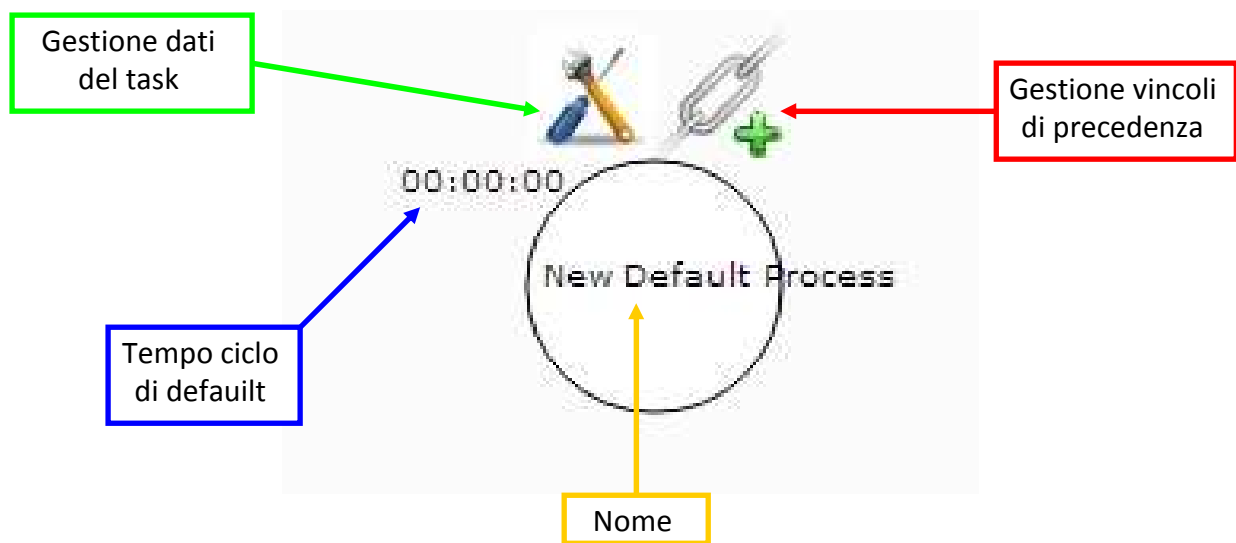 Gestione dati
del task
Gestione vincoli
di precedenza
00:00:00
New Default Process
Tempo ciclo
di defauilt
Nome